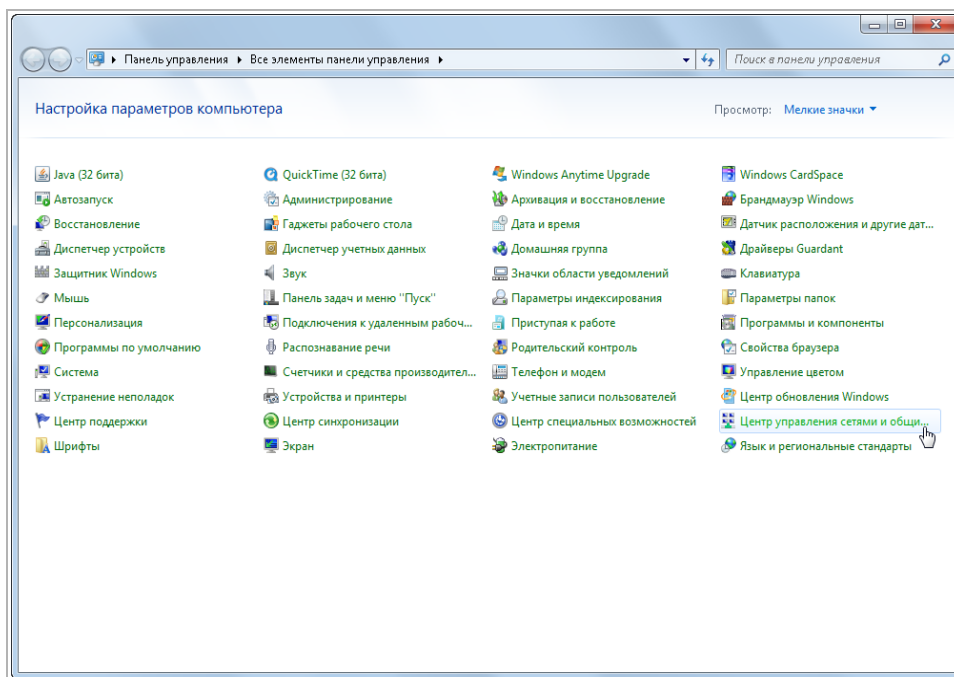 Панель управления ▸ Все элементы панели управления ▸ Поиск в панели управления
Настройка параметров компьютера Просмотр: Мелкие значки
Java (32 бита) QuickTime (32 бита) Windows Anytime Upgrade Windows CardSpace
Автозапуск Администрирование Архивация и восстановление Брандмауэр Windows
Восстановление Гаджеты рабочего стола Дата и время Датчик расположения и другие дат...
Диспетчер устройств Диспетчер учетных данных Домашняя группа Драйверы Guardant
Защитник Windows Звук Значки области уведомлений Клавиатура
Мышь Панель задач и меню "Пуск" Параметры индексирования Параметры папок
Персонализация Подключения к удаленным рабоч... Приступая к работе Программы и компоненты
Программы по умолчанию Распознавание речи Родительский контроль Свойства браузера
Система Счетчики и средства производител... Телефон и модем Управление цветом
Устранение неполадок Устройства и принтеры Учетные записи пользователей Центр обновления Windows
Центр поддержки Центр синхронизации Центр специальных возможностей Центр управления сетями и общи...
Шрифты Экран Электропитание Язык и региональные стандарты